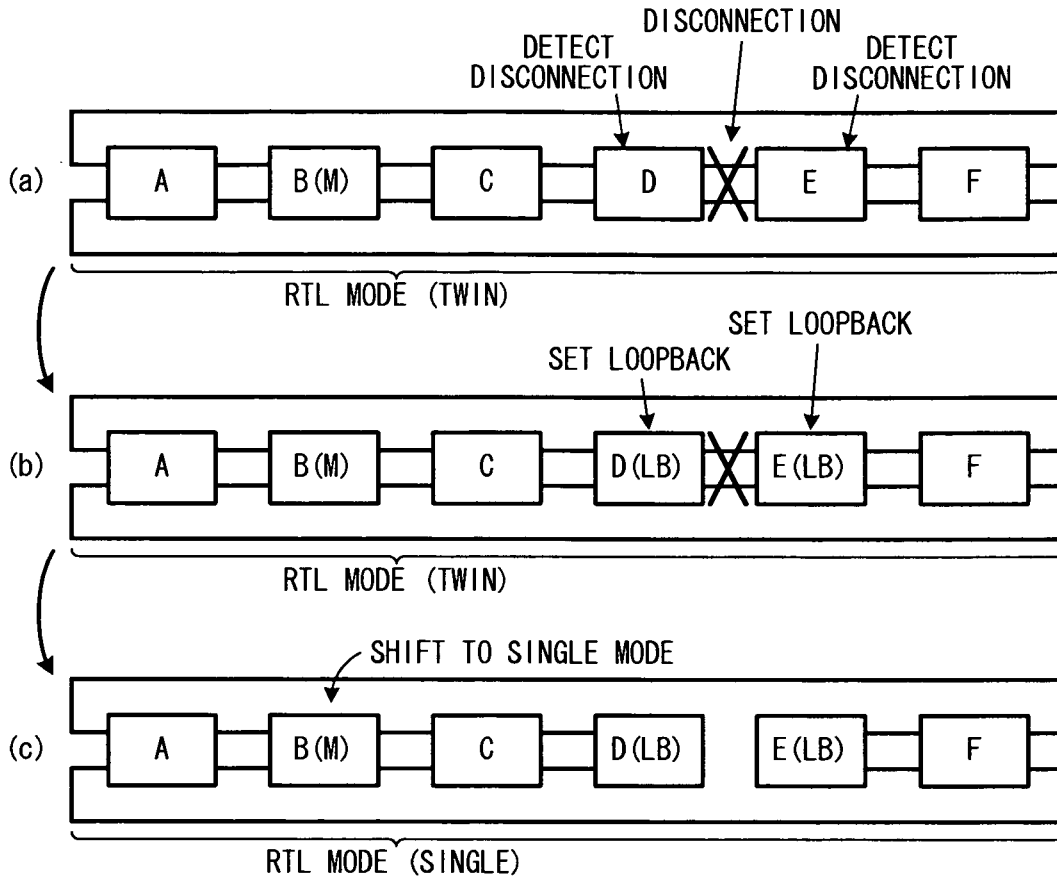 DISCONNECTION
DETECT
DISCONNECTION
DETECT
DISCONNECTION
(a)
A
B(M)
C
D
E
F
RTL MODE (TWIN)
SET LOOPBACK
SET LOOPBACK
(b)
A
B(M)
C
D(LB)
E(LB)
F
RTL MODE (TWIN)
SHIFT TO SINGLE MODE
(c)
A
B(M)
C
D(LB)
E(LB)
F
RTL MODE (SINGLE)